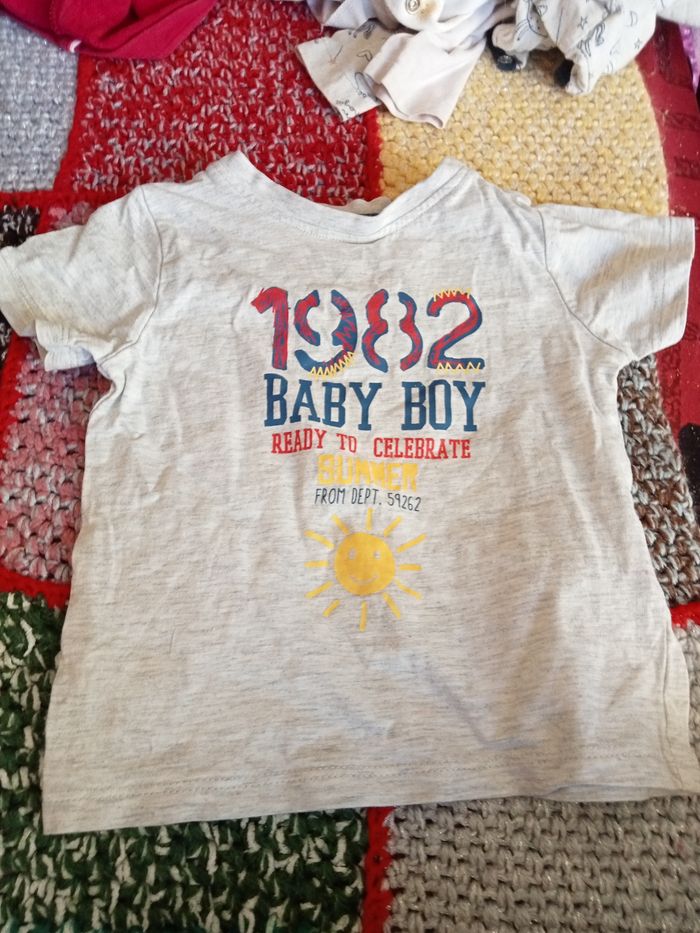 1982
BABY BOY
READY TO CELEBRATE
SUMMER
FROM DEPT. 59262